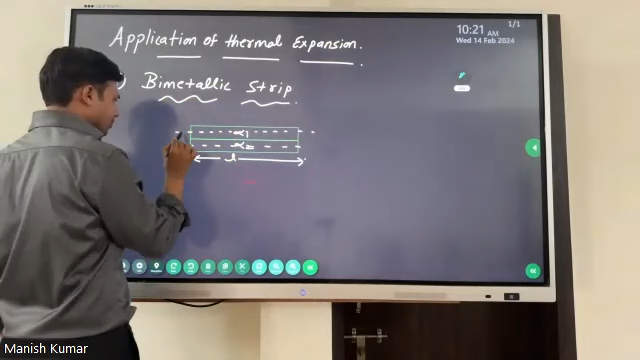 1/1
10:21 AM
Wed 14 Feb 2024
Application of thermal Expansion.
Bimetallic Strip.
α₁
α₂
l
Manish Kumar